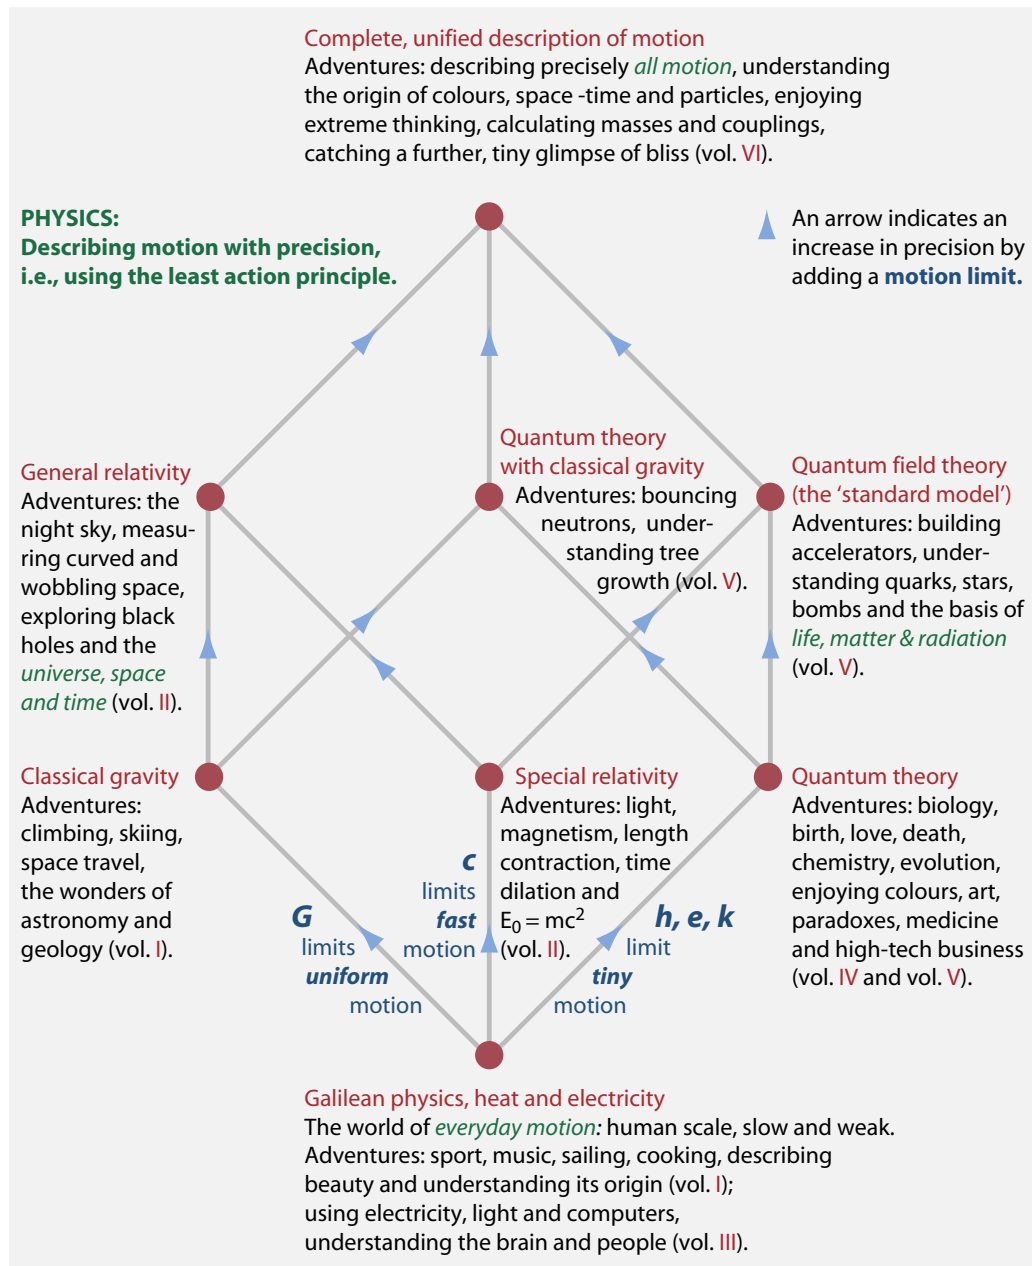 Complete, unified description of motion
Adventures: describing precisely all motion, understanding
the origin of colours, space -time and particles, enjoying
extreme thinking, calculating masses and couplings,
catching a further, tiny glimpse of bliss (vol. VI).
PHYSICS:
Describing motion with precision,
i.e., using the least action principle.
An arrow indicates an
increase in precision by
adding a motion limit.
General relativity
Adventures: the
night sky, measu-
ring curved and
wobbling space,
exploring black
holes and the
universe, space
and time (vol. II).
Quantum theory
with classical gravity
Adventures: bouncing
neutrons, under-
standing tree
growth (vol. V).
Quantum field theory
(the ‘standard model’)
Adventures: building
accelerators, under-
standing quarks, stars,
bombs and the basis of
life, matter & radiation
(vol. V).
Classical gravity
Adventures:
climbing, skiing,
space travel,
the wonders of
astronomy and
geology (vol. I).
Special relativity
Adventures: light,
magnetism, length
contraction, time
dilation and
E₀ = mc²
(vol. II).
Quantum theory
Adventures: biology,
birth, love, death,
chemistry, evolution,
enjoying colours, art,
paradoxes, medicine
and high-tech business
(vol. IV and vol. V).
G
limits
uniform
motion
c
limits
fast
motion
h, e, k
limit
tiny
motion
Galilean physics, heat and electricity
The world of everyday motion: human scale, slow and weak.
Adventures: sport, music, sailing, cooking, describing
beauty and understanding its origin (vol. I);
using electricity, light and computers,
understanding the brain and people (vol. III).